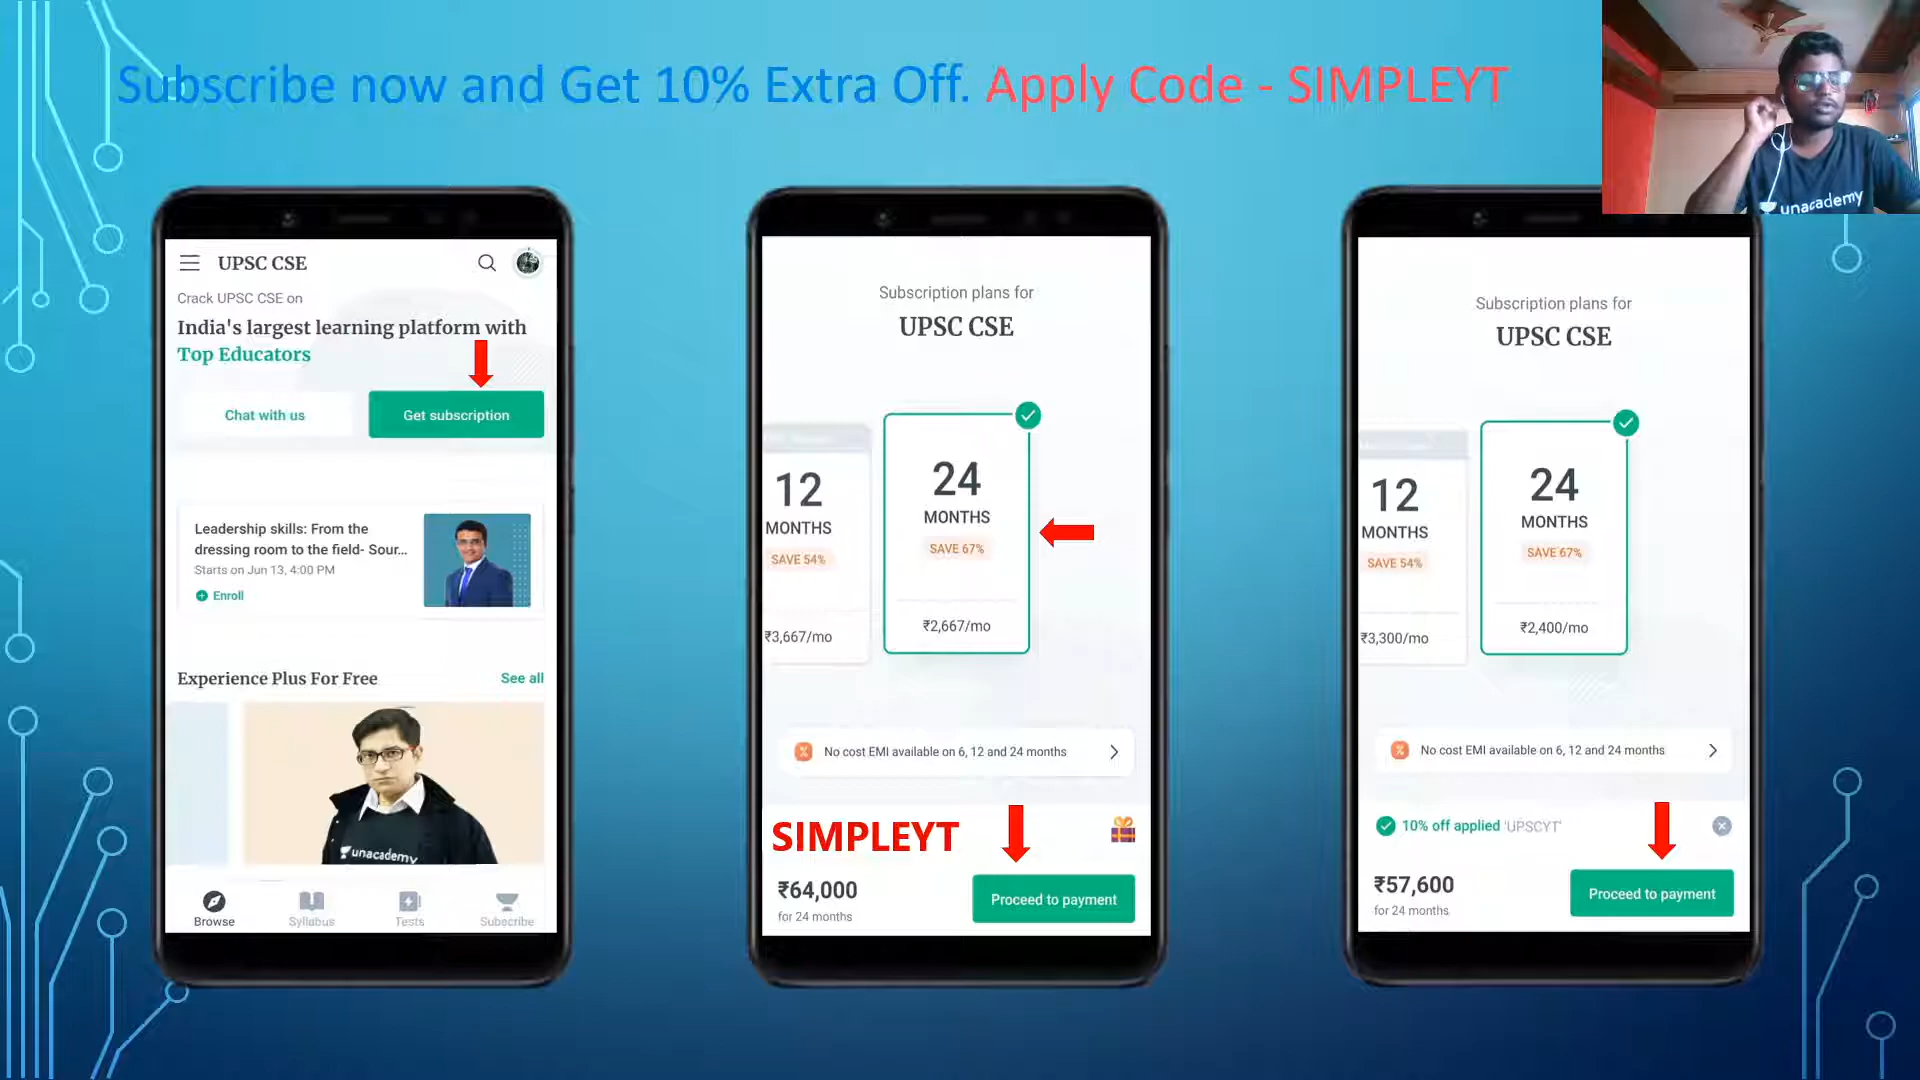 Subscribe now and Get 10% Extra Off. Apply Code - SIMPLEYT
unacademy
UPSC CSE
Crack UPSC CSE on
India's largest learning platform with
Top Educators
Chat with us
Get subscription
Leadership skills: From the
dressing room to the field- Sour...
Starts on Jun 13, 4:00 PM
Enroll
Experience Plus For Free
See all
unacademy
Browse
Syllabus
Tests
Subscribe
Subscription plans for
UPSC CSE
12
MONTHS
SAVE 54%
₹3,667/mo
24
MONTHS
SAVE 67%
₹2,667/mo
No cost EMI available on 6, 12 and 24 months
SIMPLEYT
₹64,000
for 24 months
Proceed to payment
Subscription plans for
UPSC CSE
12
MONTHS
SAVE 54%
₹3,300/mo
24
MONTHS
SAVE 67%
₹2,400/mo
No cost EMI available on 6, 12 and 24 months
10% off applied 'UPSCYT'
₹57,600
for 24 months
Proceed to payment